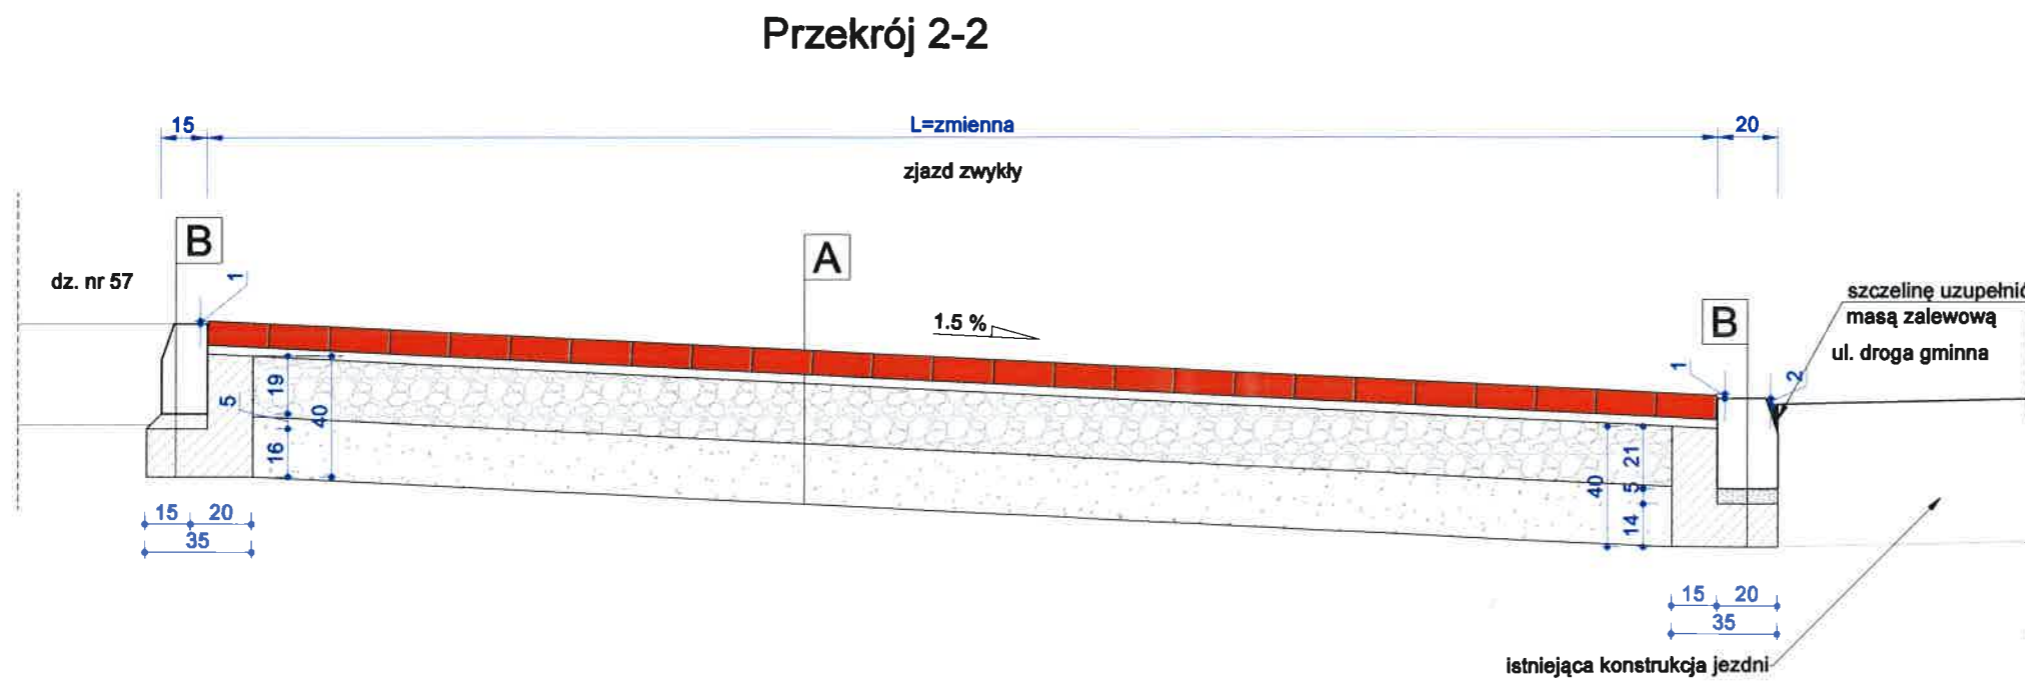 Przekrój 2-2
15
L=zmienna
20
zjazd zwykły
B
A
B
dz. nr 57
1
1.5 %
szczelinę uzupełnić
masą zalewową
ul. droga gminna
1
2
5
19
40
16
40
21
5
14
15 20
35
15 20
35
istniejąca konstrukcja jezdni